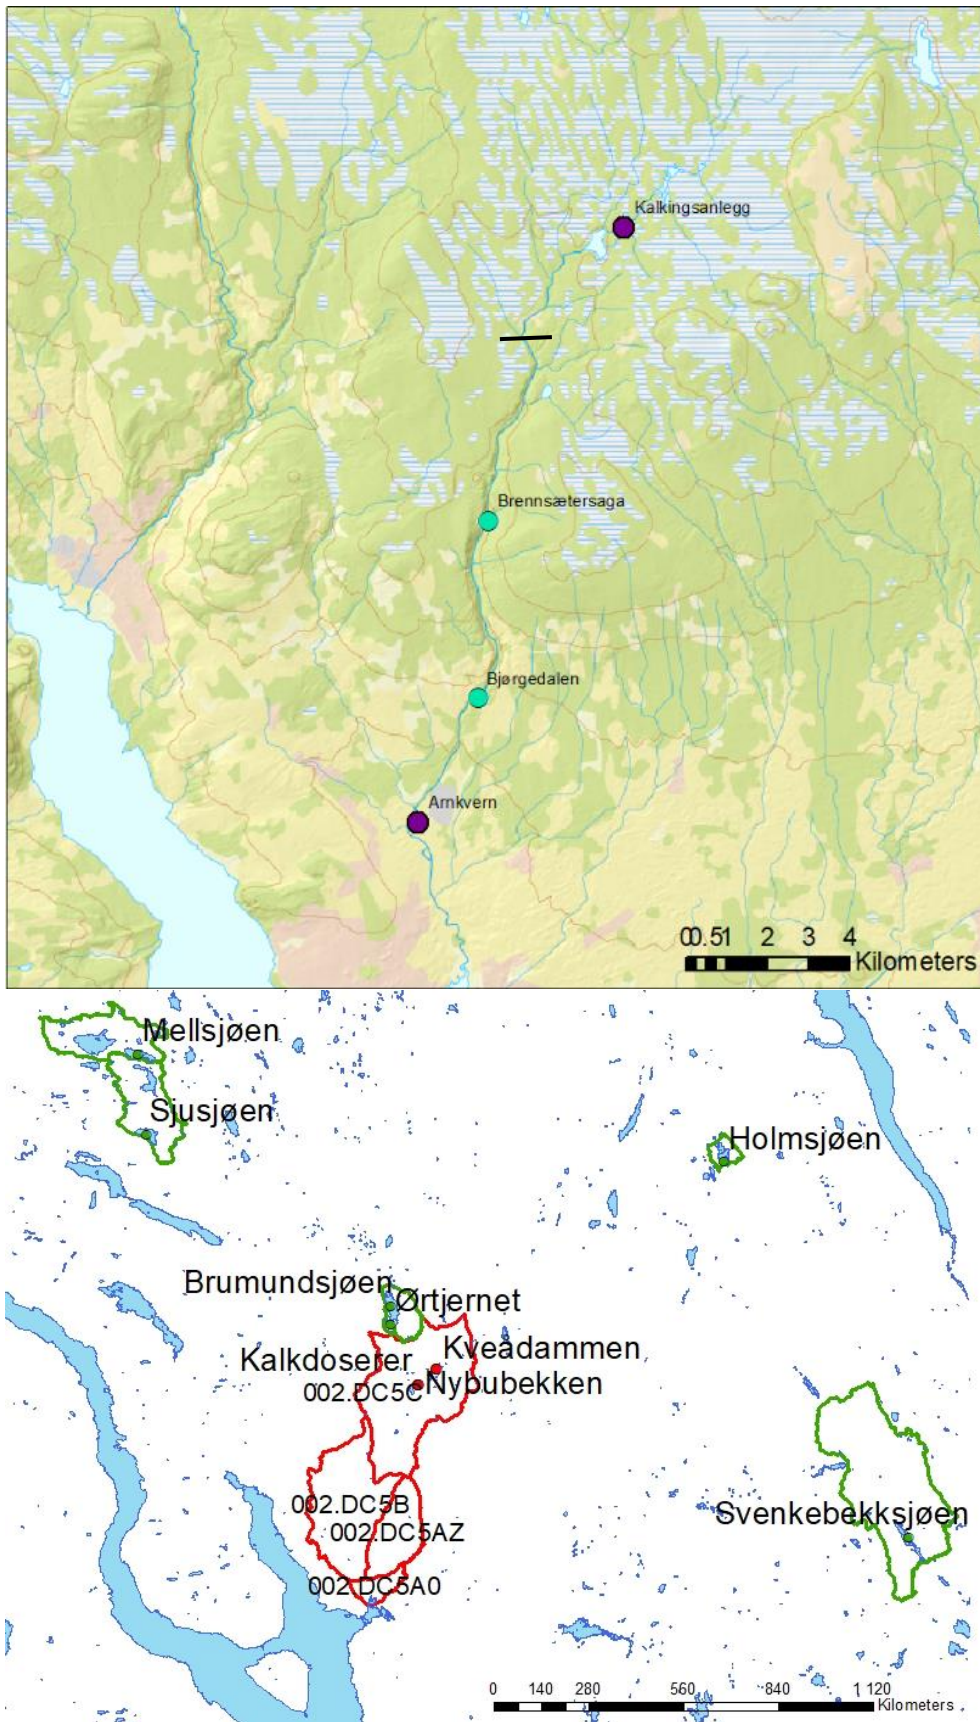 Kalkingsanlegg
Brennsætersaga
Bjørgedalen
Arnkvern
0 0.5 1 2 3 4
Kilometers
Mellsjøen
Sjusjøen
Holmsjøen
Brumundsjøen
Ørtjernet
Kveadammen
Kalkdoserer
Nybubekken
002.DC5C
Svenkebekksjøen
002.DC5B
002.DC5AZ
002.DC5A0
0 140 280 560 840 1 120
Kilometers